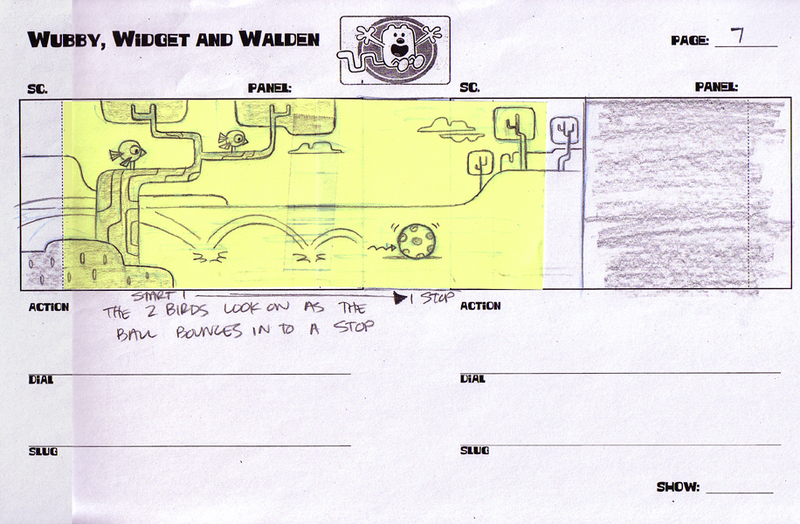 WUBBY, WIDGET AND WALDEN
PAGE: 7
SC. PANEL: SC. PANEL:
START 1 1 STOP
ACTION THE 2 BIRDS LOOK ON AS THE ACTION
BALL BOUNCES IN TO A STOP
DIAL DIAL
SLUG SLUG
SHOW: